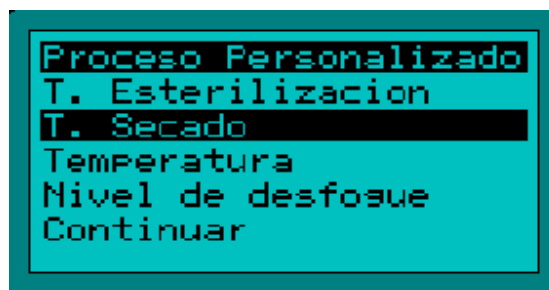 Proceso Personalizado
T. Esterilizacion
T. Secado
Temperatura
Nivel de desfogue
Continuar